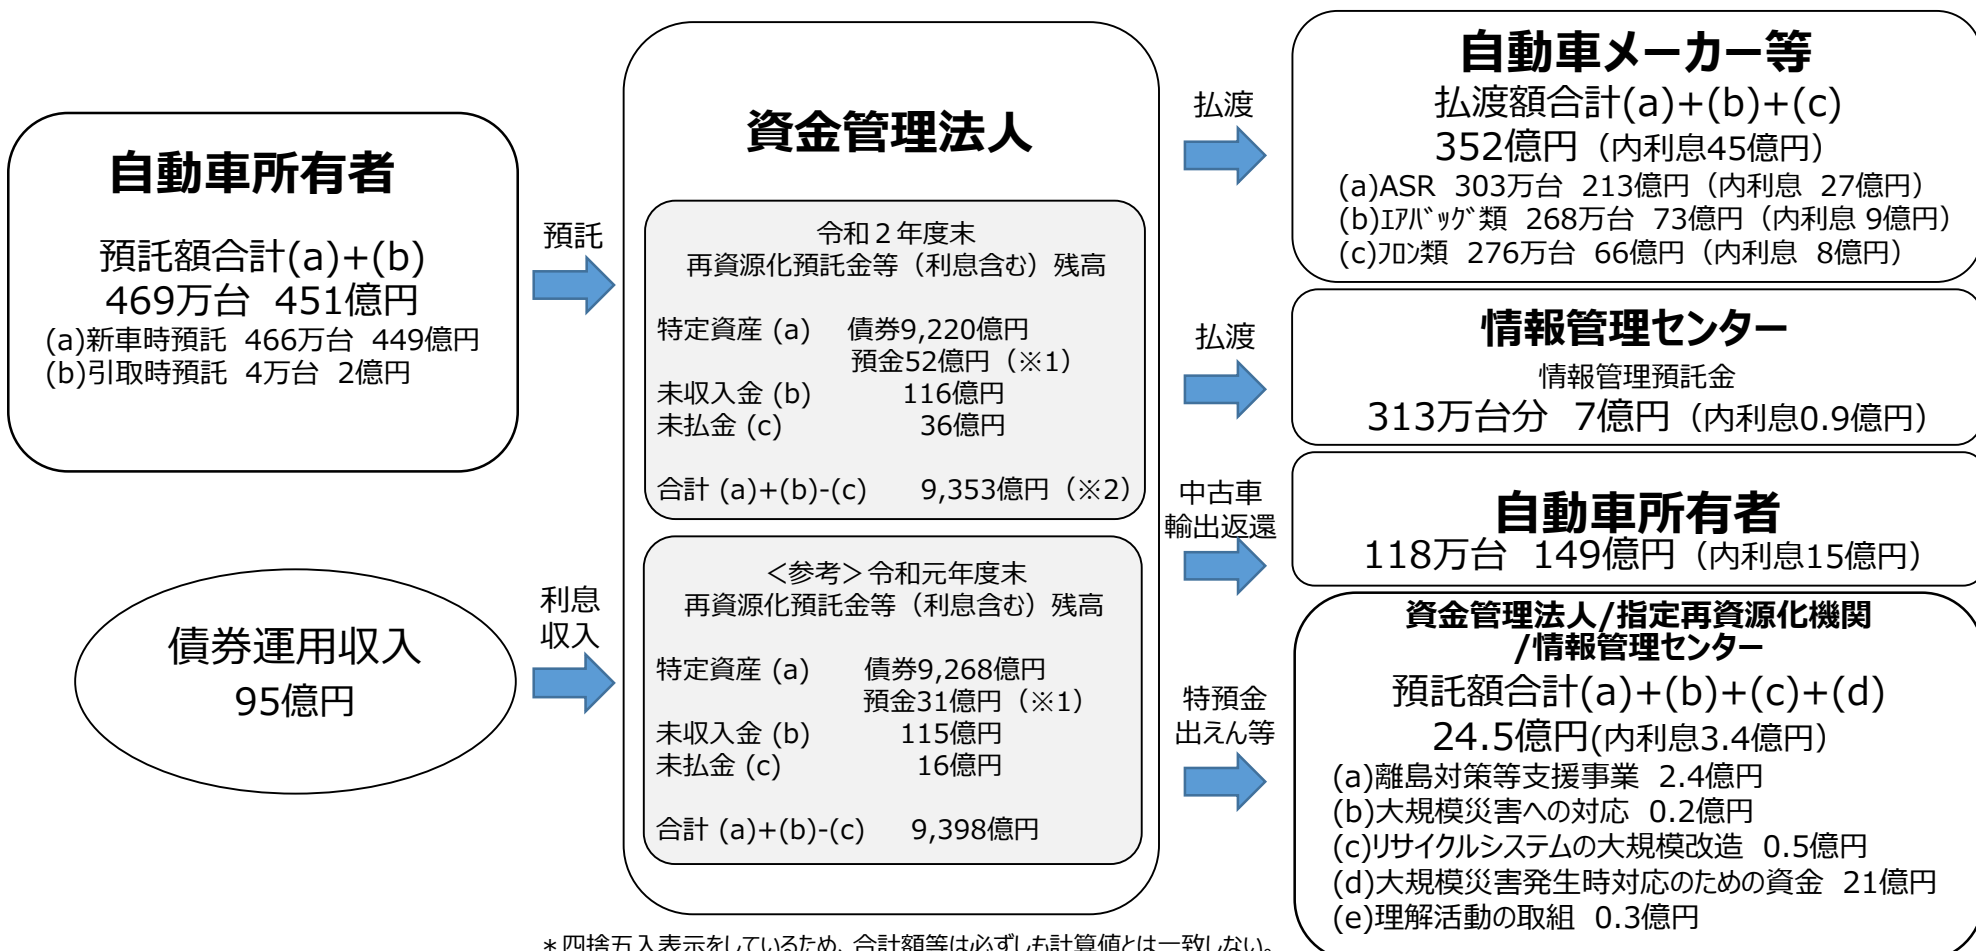 自動車所有者
預託額合計(a)+(b)
469万台 451億円
(a)新車時預託 466万台 449億円
(b)引取時預託 4万台 2億円
預託
債券運用収入
95億円
利息
収入
資金管理法人
令和２年度末
再資源化預託金等（利息含む）残高
特定資産 (a) 債券9,220億円
預金52億円（※1）
未収入金 (b) 116億円
未払金 (c) 36億円
合計 (a)+(b)-(c) 9,353億円（※2）
＜参考＞令和元年度末
再資源化預託金等（利息含む）残高
特定資産 (a) 債券9,268億円
預金31億円（※1）
未収入金 (b) 115億円
未払金 (c) 16億円
合計 (a)+(b)-(c) 9,398億円
払渡
自動車メーカー等
払渡額合計(a)+(b)+(c)
352億円（内利息45億円）
(a)ASR 303万台 213億円（内利息 27億円）
(b)ｴｱﾊﾞｯｸﾞ類 268万台 73億円（内利息 9億円）
(c)ﾌﾛﾝ類 276万台 66億円（内利息 8億円）
払渡
情報管理センター
情報管理預託金
313万台分 7億円（内利息0.9億円）
中古車
輸出返還
自動車所有者
118万台 149億円（内利息15億円）
特預金
出えん等
資金管理法人/指定再資源化機関
/情報管理センター
預託額合計(a)+(b)+(c)+(d)
24.5億円(内利息3.4億円）
(a)離島対策等支援事業 2.4億円
(b)大規模災害への対応 0.2億円
(c)リサイクルシステムの大規模改造 0.5億円
(d)大規模災害発生時対応のための資金 21億円
(e)理解活動の取組 0.3億円
＊四捨五入表示をしているため、合計額等は必ずしも計算値とは一致しない。